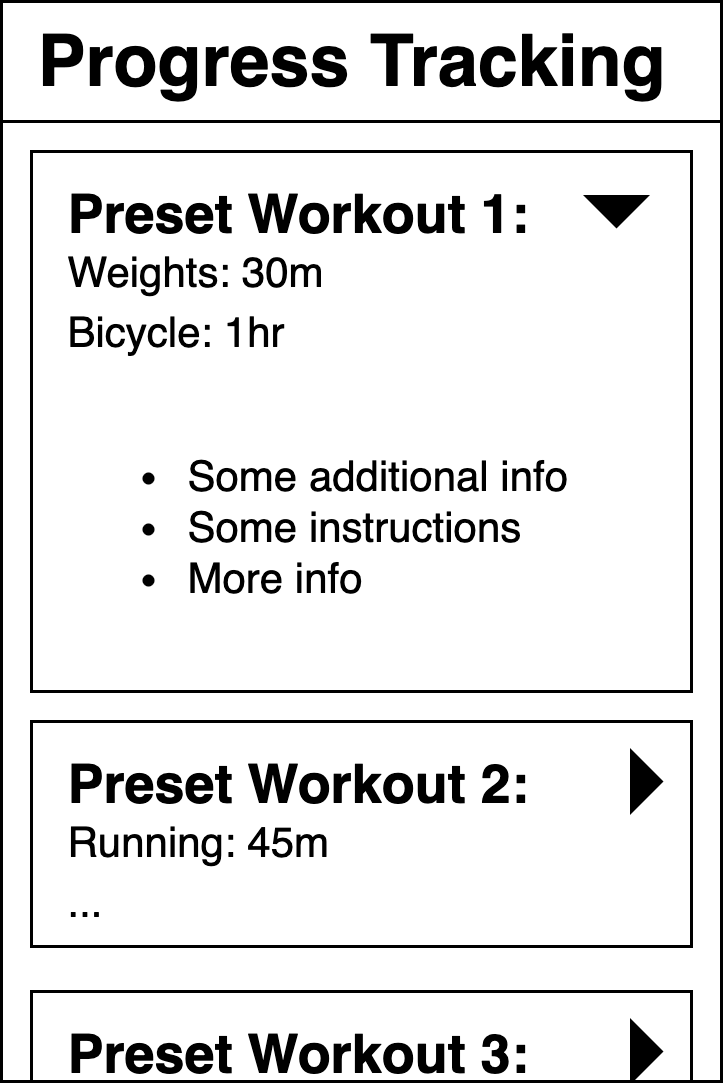 Progress Tracking
Preset Workout 1:
Weights: 30m
Bicycle: 1hr
• Some additional info
• Some instructions
• More info
Preset Workout 2:
Running: 45m
...
Preset Workout 3: